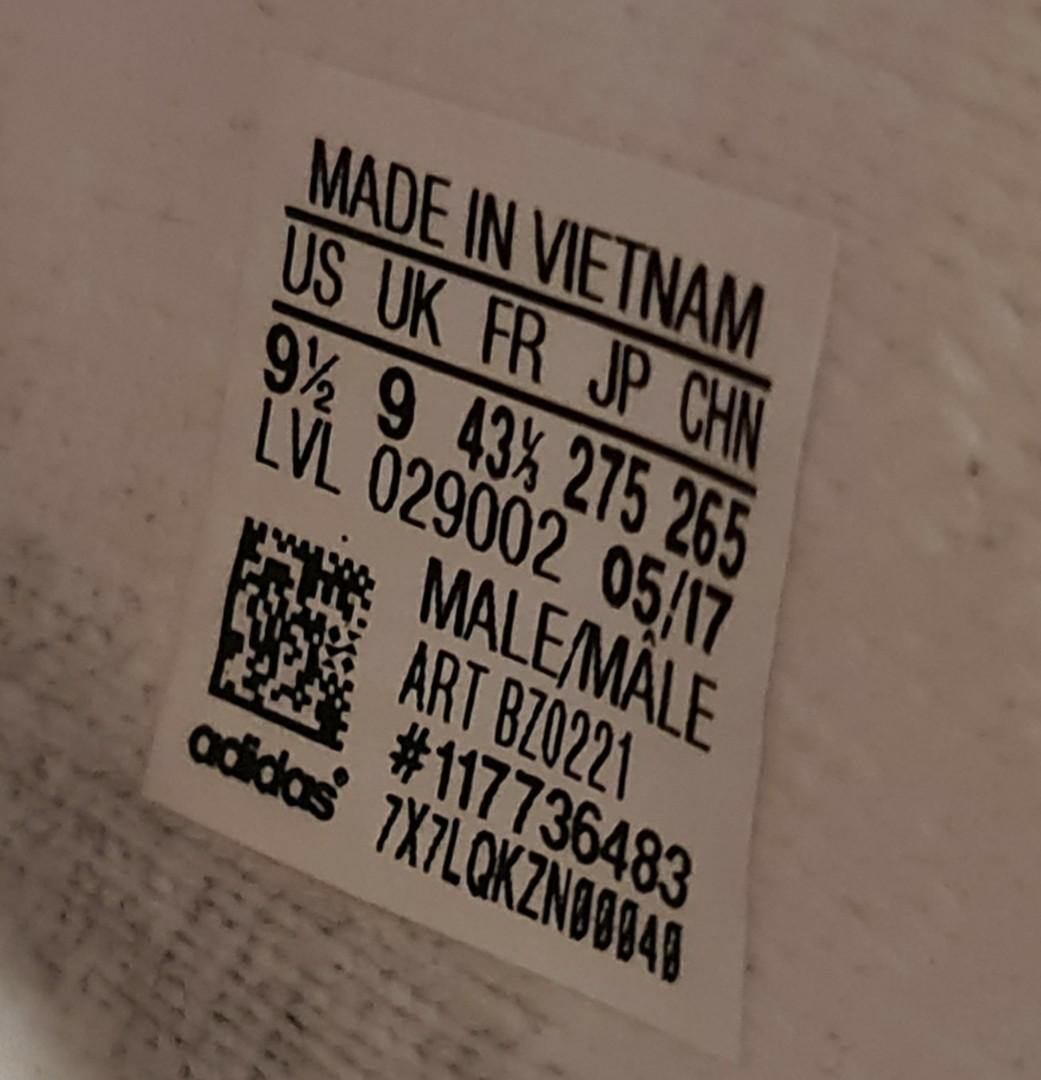 MADE IN VIETNAM
US UK FR JP CHN
9½ 9 43⅓ 275 265
LVL 029002 05/17
MALE/MÂLE
ART BZ0221
#117736483
7X7LQKZN00040
adidas®